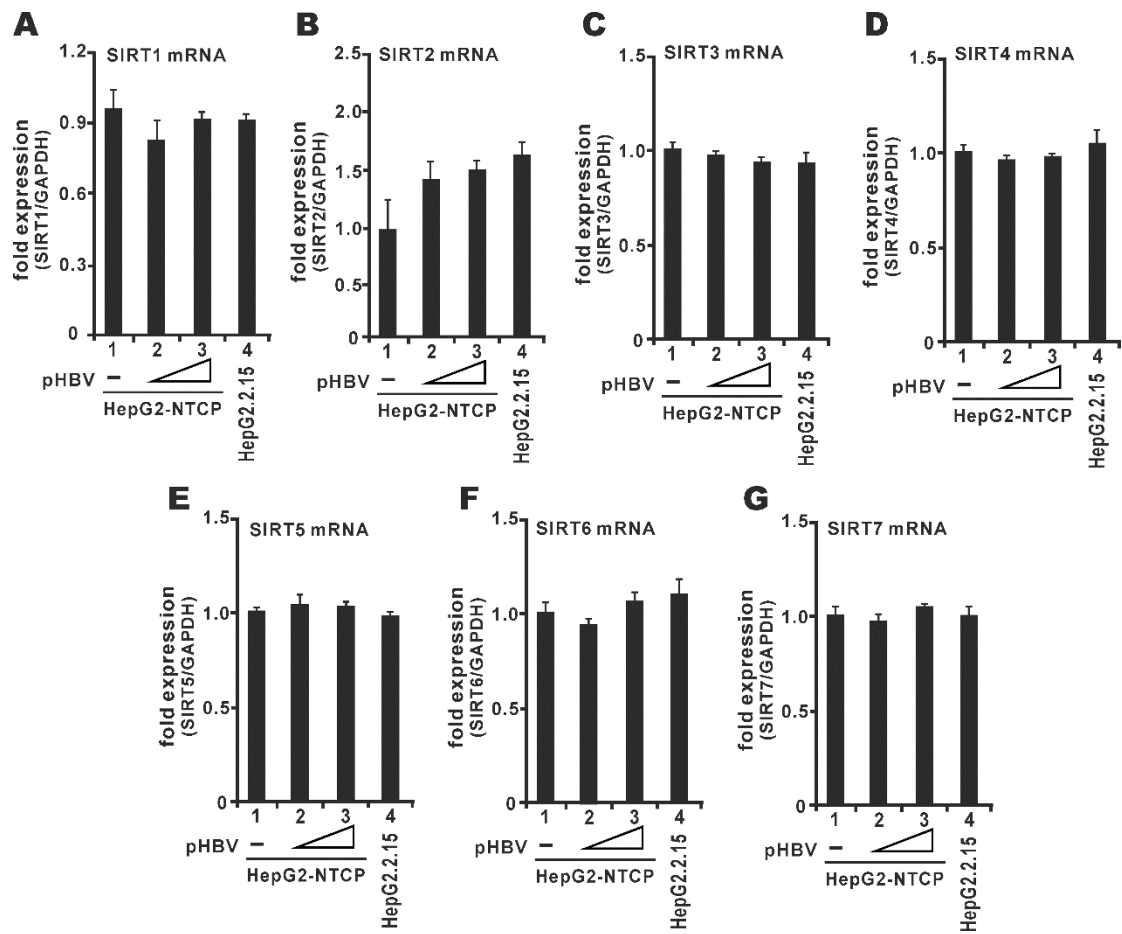 A
SIRT1 mRNA
fold expression
(SIRT1/GAPDH)
1.2
0.9
0.6
0.3
0
1 2 3 4
pHBV –
HepG2-NTCP
HepG2.2.15
B
SIRT2 mRNA
fold expression
(SIRT2/GAPDH)
2.5
2.0
1.5
1.0
0.5
0
1 2 3 4
pHBV –
HepG2-NTCP
HepG2.2.15
C
SIRT3 mRNA
fold expression
(SIRT3/GAPDH)
1.5
1.0
0.5
0
1 2 3 4
pHBV –
HepG2-NTCP
HepG2.2.15
D
SIRT4 mRNA
fold expression
(SIRT4/GAPDH)
1.5
1.0
0.5
0
1 2 3 4
pHBV –
HepG2-NTCP
HepG2.2.15
E
SIRT5 mRNA
fold expression
(SIRT5/GAPDH)
1.5
1.0
0.5
0
1 2 3 4
pHBV –
HepG2-NTCP
HepG2.2.15
F
SIRT6 mRNA
fold expression
(SIRT6/GAPDH)
1.5
1.0
0.5
0
1 2 3 4
pHBV –
HepG2-NTCP
HepG2.2.15
G
SIRT7 mRNA
fold expression
(SIRT7/GAPDH)
1.5
1.0
0.5
0
1 2 3 4
pHBV –
HepG2-NTCP
HepG2.2.15